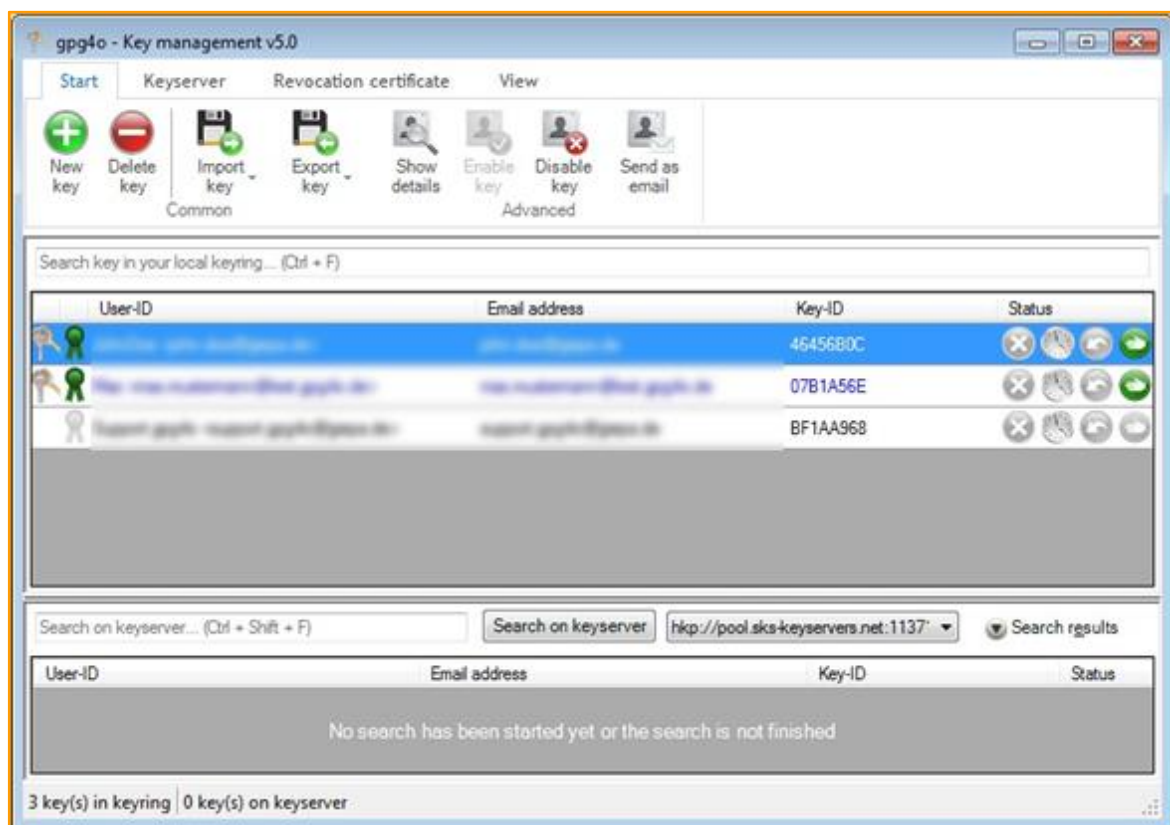 gpg4o - Key management v5.0
Start Keyserver Revocation certificate View
New key Delete key Import key Export key Show details Enable key Disable key Send as email
Common Advanced
Search key in your local keyring... (Ctrl + F)
User-ID Email address Key-ID Status
46456B0C
07B1A56E
BF1AA968
Search on keyserver... (Ctrl + Shift + F) Search on keyserver hkp://pool.sks-keyservers.net:1137 Search results
User-ID Email address Key-ID Status
No search has been started yet or the search is not finished
3 key(s) in keyring 0 key(s) on keyserver